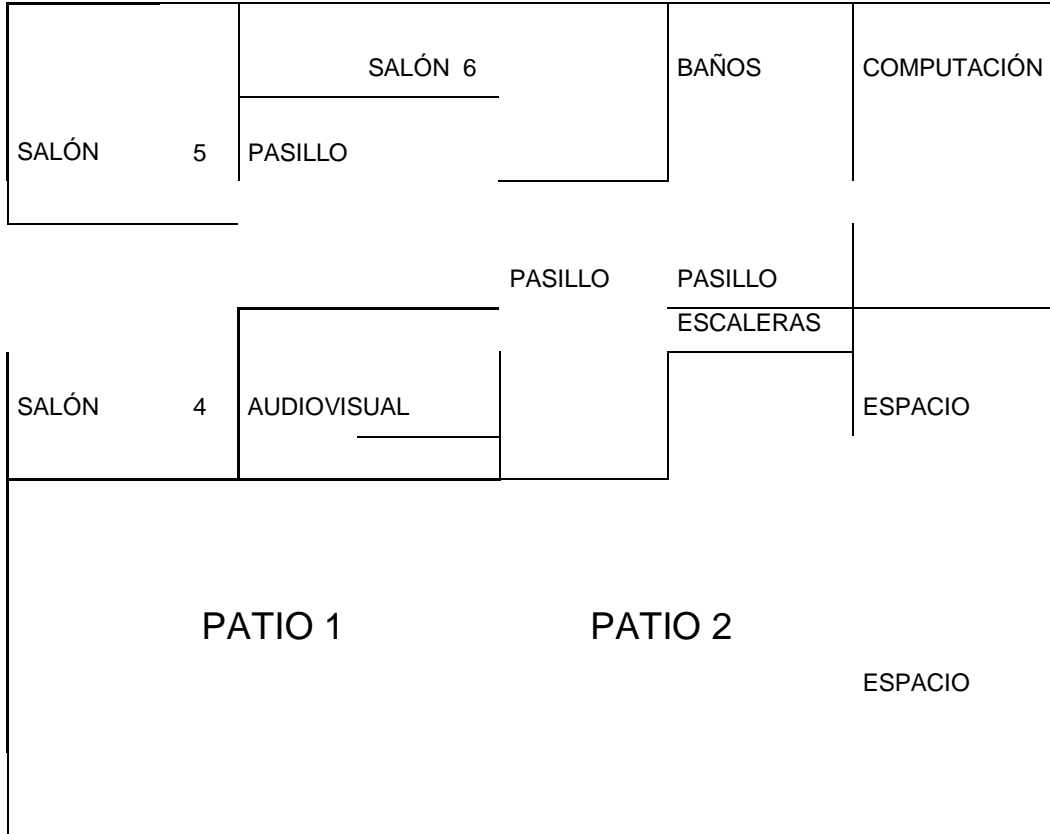 SALÓN 6 BAÑOS COMPUTACIÓN
SALÓN 5 PASILLO
PASILLO PASILLO
ESCALERAS
SALÓN 4 AUDIOVISUAL ESPACIO
PATIO 1 PATIO 2
ESPACIO